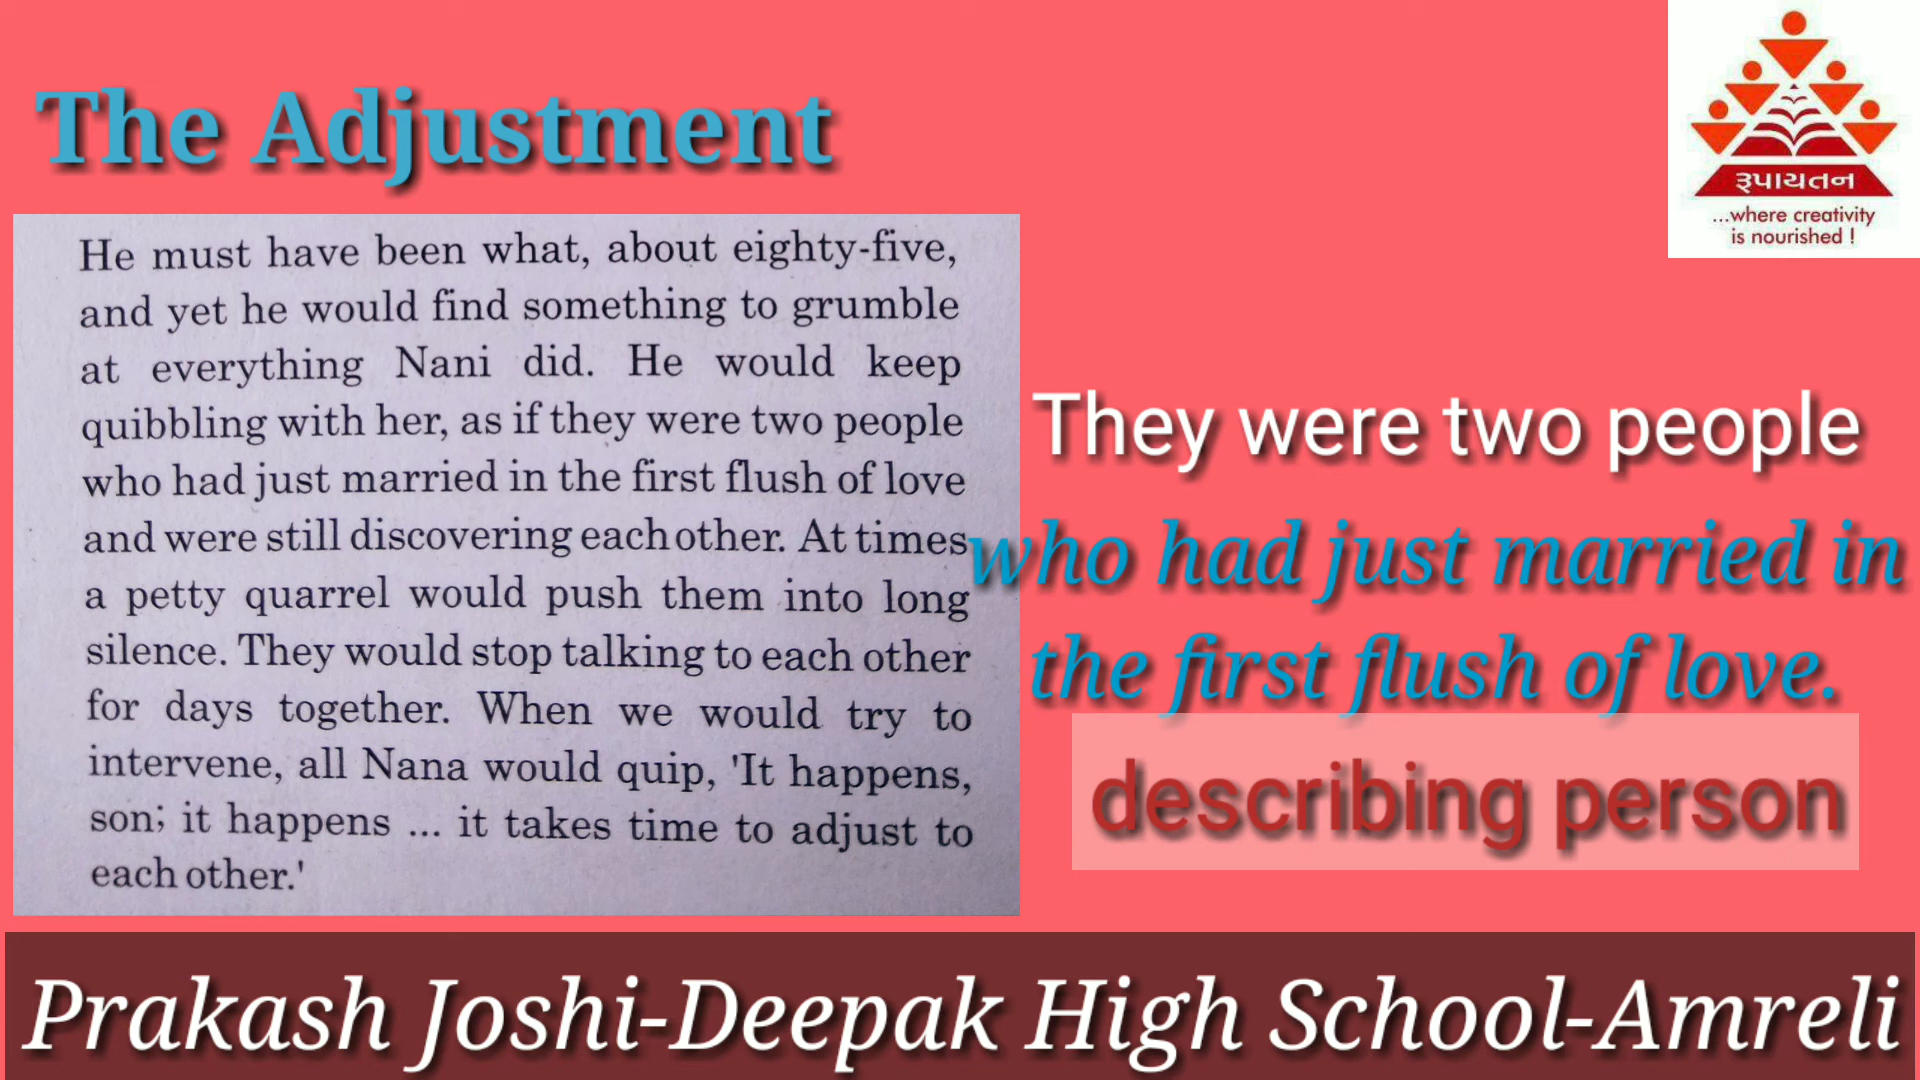 The Adjustment
રૂપાયતન
...where creativity
is nourished !
He must have been what, about eighty-five,
and yet he would find something to grumble
at everything Nani did. He would keep
quibbling with her, as if they were two people
who had just married in the first flush of love
and were still discovering each other. At times
a petty quarrel would push them into long
silence. They would stop talking to each other
for days together. When we would try to
intervene, all Nana would quip, 'It happens,
son; it happens ... it takes time to adjust to
each other.'
They were two people
who had just married in
the first flush of love.
describing person
Prakash Joshi-Deepak High School-Amreli